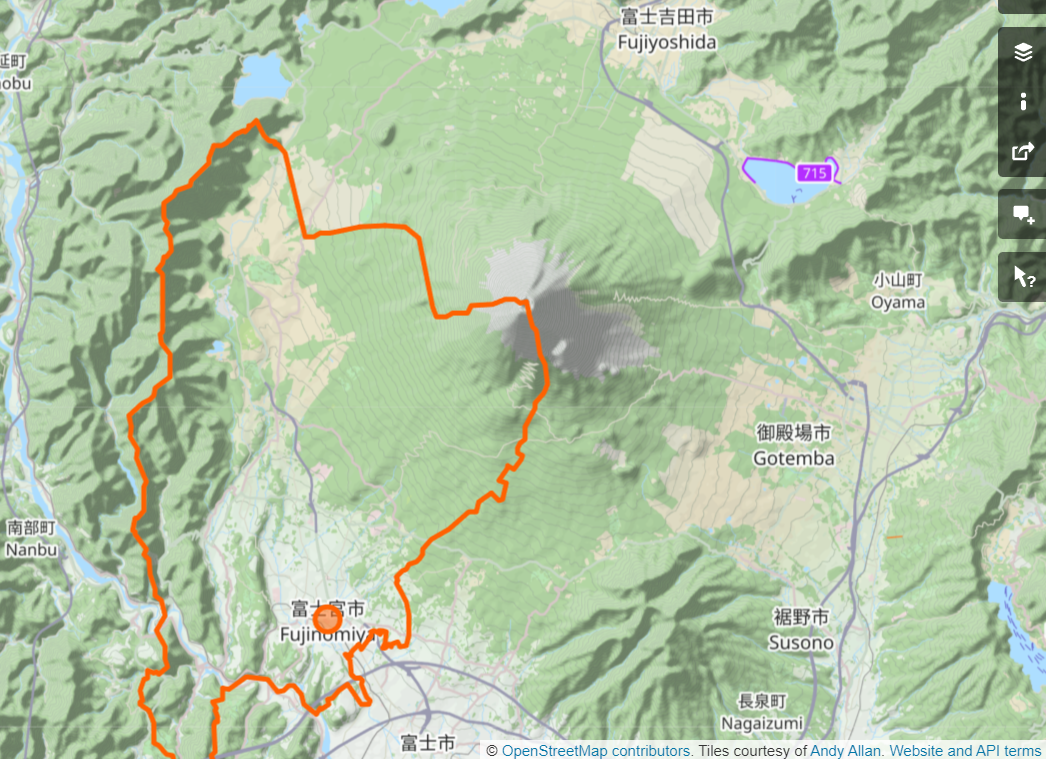 富士吉田市
Fujiyoshida
延町
obu
715
小山町
Oyama
御殿場市
Gotemba
南部町
Nanbu
富士宮市
Fujinomiya
裾野市
Susono
長泉町
Nagaizumi
富士市
© OpenStreetMap contributors. Tiles courtesy of Andy Allan. Website and API terms